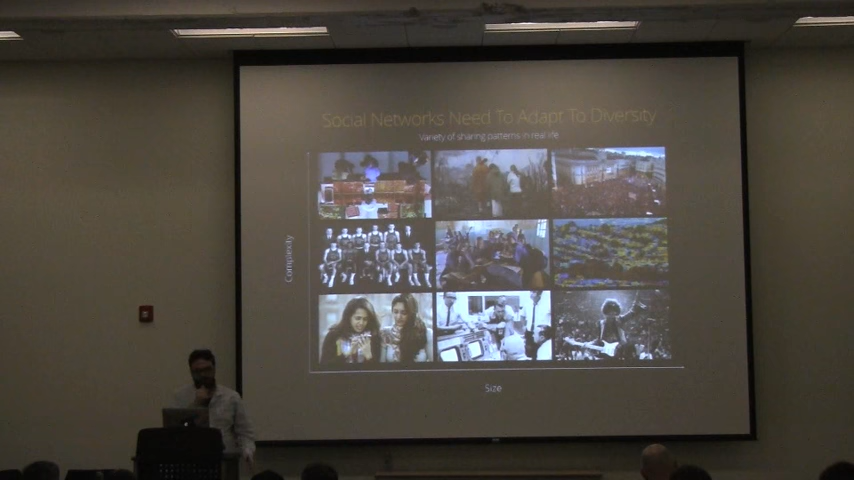 Social Networks Need To Adapt To Diversity
Variety of sharing patterns in real life
Complexity
Size